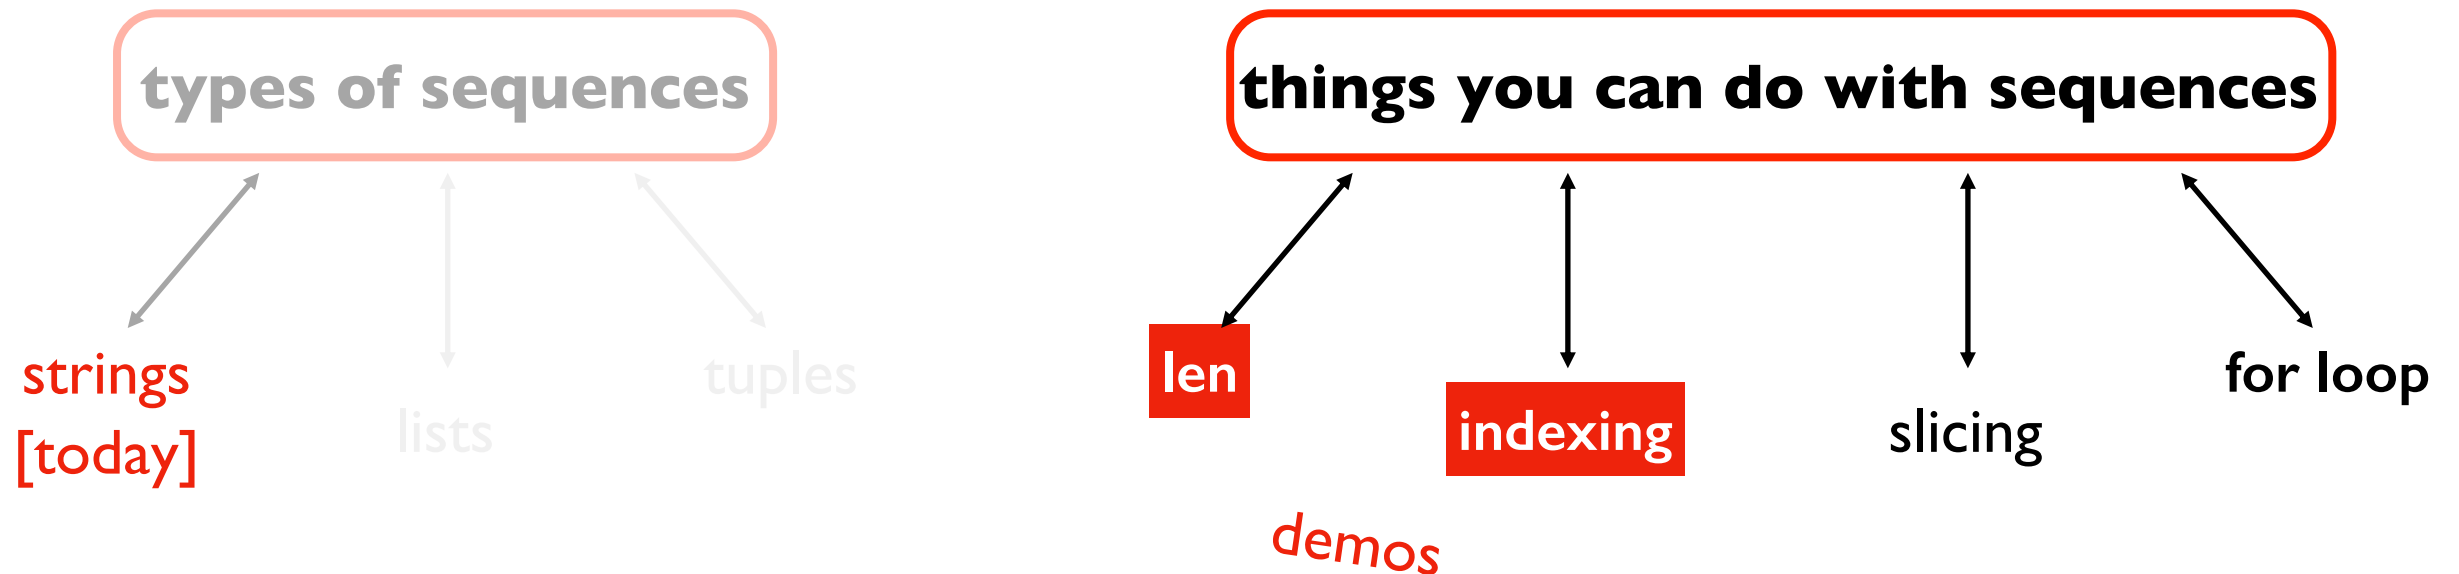 types of sequences
strings
[today]
lists
tuples
things you can do with sequences
len
indexing
slicing
for loop
demos